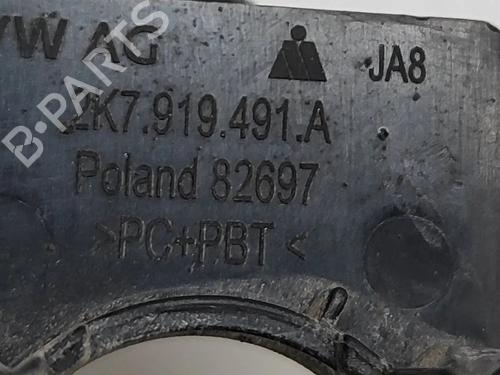 VW AG
JA8
2K7.919.491.A
Poland 82697
>PC+PBT<
B-PARTS